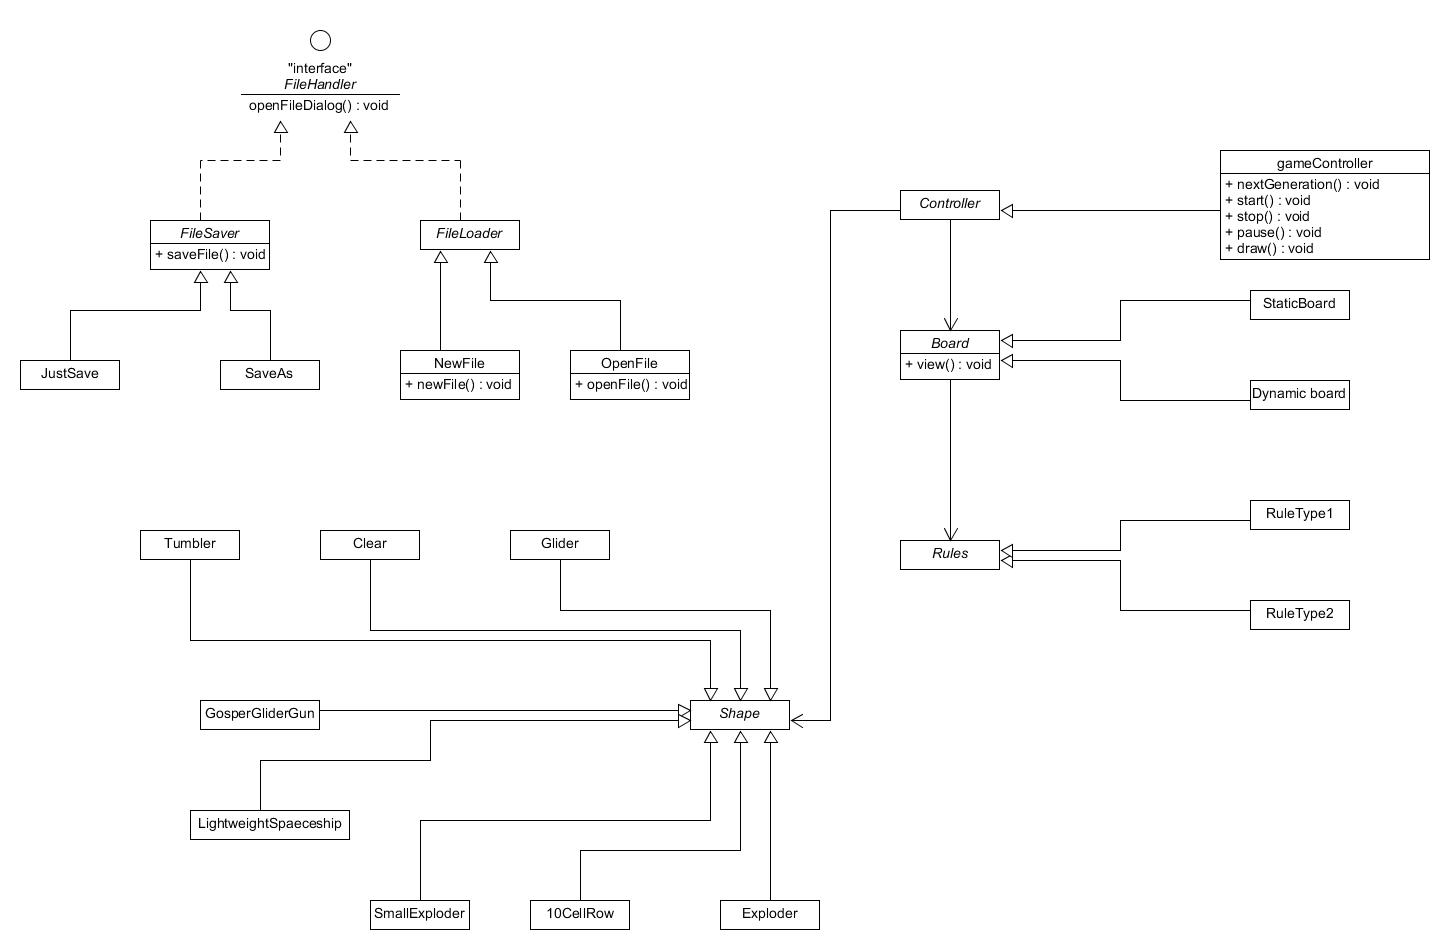 "interface"
FileHandler
openFileDialog() : void
FileSaver
+ saveFile() : void
FileLoader
JustSave
SaveAs
NewFile
+ newFile() : void
OpenFile
+ openFile() : void
gameController
+ nextGeneration() : void
+ start() : void
+ stop() : void
+ pause() : void
+ draw() : void
Controller
StaticBoard
Board
+ view() : void
Dynamic board
RuleType1
Rules
RuleType2
Tumbler
Clear
Glider
GosperGliderGun
Shape
LightweightSpaeceship
SmallExploder
10CellRow
Exploder